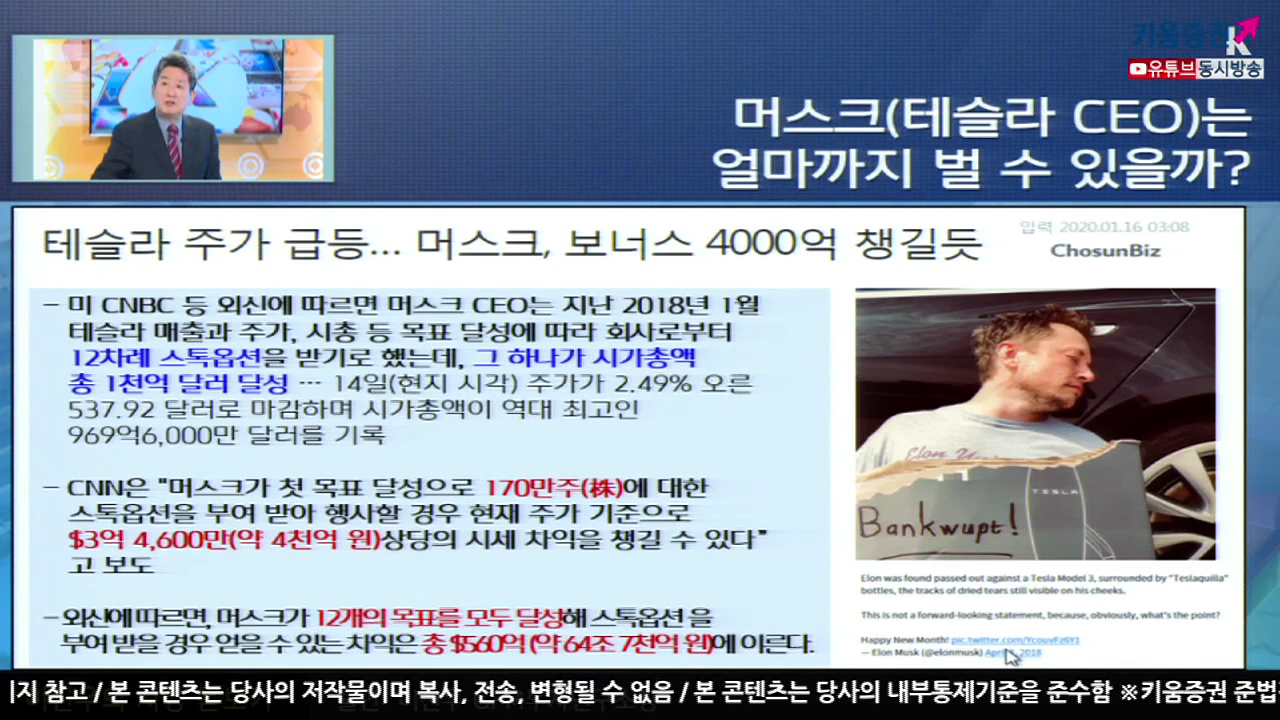 키움증권
유튜브 동시방송
머스크(테슬라 CEO)는
얼마까지 벌 수 있을까?
테슬라 주가 급등... 머스크, 보너스 4000억 챙길듯
입력 2020.01.16 03:08
ChosunBiz
– 미 CNBC 등 외신에 따르면 머스크 CEO는 지난 2018년 1월
테슬라 매출과 주가, 시총 등 목표 달성에 따라 회사로부터
12차례 스톡옵션을 받기로 했는데, 그 하나가 시가총액
총 1천억 달러 달성 … 14일(현지 시각) 주가가 2.49% 오른
537.92 달러로 마감하며 시가총액이 역대 최고인
969억6,000만 달러를 기록
– CNN은 "머스크가 첫 목표 달성으로 170만주(株)에 대한
스톡옵션을 부여 받아 행사할 경우 현재 주가 기준으로
$3억 4,600만(약 4천억 원)상당의 시세 차익을 챙길 수 있다"
고 보도
– 외신에 따르면, 머스크가 12개의 목표를 모두 달성해 스톡옵션 을
부여 받을 경우 얻을 수 있는 차익은 총 $560억 (약 64조 7천억 원)에 이른다.
Elon
TESLA
Bankwupt!
Elon was found passed out against a Tesla Model 3, surrounded by "Teslaquilla"
bottles, the tracks of dried tears still visible on his cheeks.
This is not a forward-looking statement, because, obviously, what's the point?
Happy New Month! pic.twitter.com/YcouvFz6Y1
— Elon Musk (@elonmusk) April 2018
지 참고 / 본 콘텐츠는 당사의 저작물이며 복사, 전송, 변형될 수 없음 / 본 콘텐츠는 당사의 내부통제기준을 준수함 ※키움증권 준법